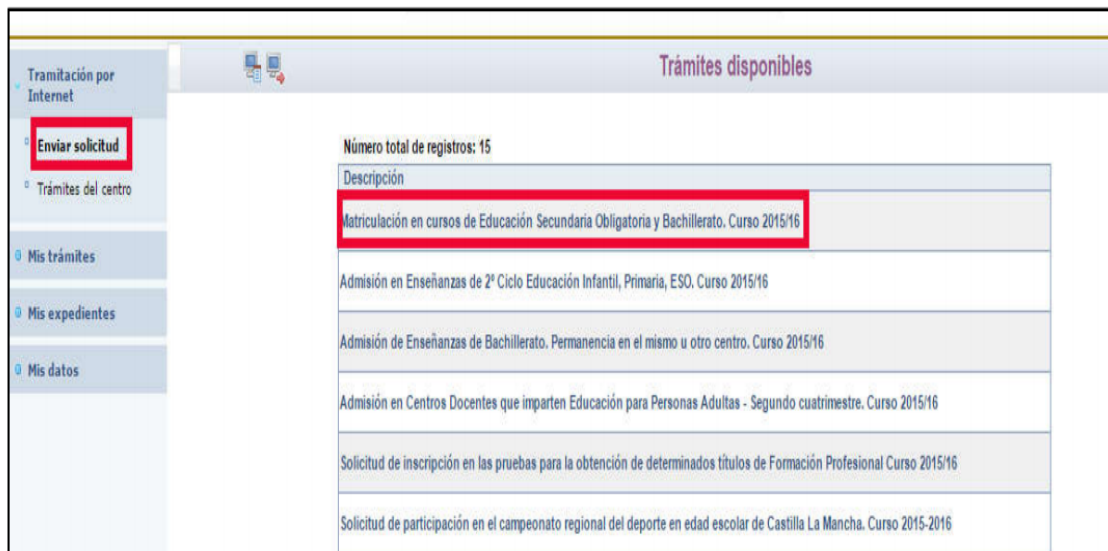 Tramitación por
Internet
Enviar solicitud
Trámites del centro
Mis trámites
Mis expedientes
Mis datos
Trámites disponibles
Número total de registros: 15
Descripción
Matriculación en cursos de Educación Secundaria Obligatoria y Bachillerato. Curso 2015/16
Admisión en Enseñanzas de 2º Ciclo Educación Infantil, Primaria, ESO. Curso 2015/16
Admisión de Enseñanzas de Bachillerato. Permanencia en el mismo u otro centro. Curso 2015/16
Admisión en Centros Docentes que imparten Educación para Personas Adultas - Segundo cuatrimestre. Curso 2015/16
Solicitud de inscripción en las pruebas para la obtención de determinados títulos de Formación Profesional Curso 2015/16
Solicitud de participación en el campeonato regional del deporte en edad escolar de Castilla La Mancha. Curso 2015-2016